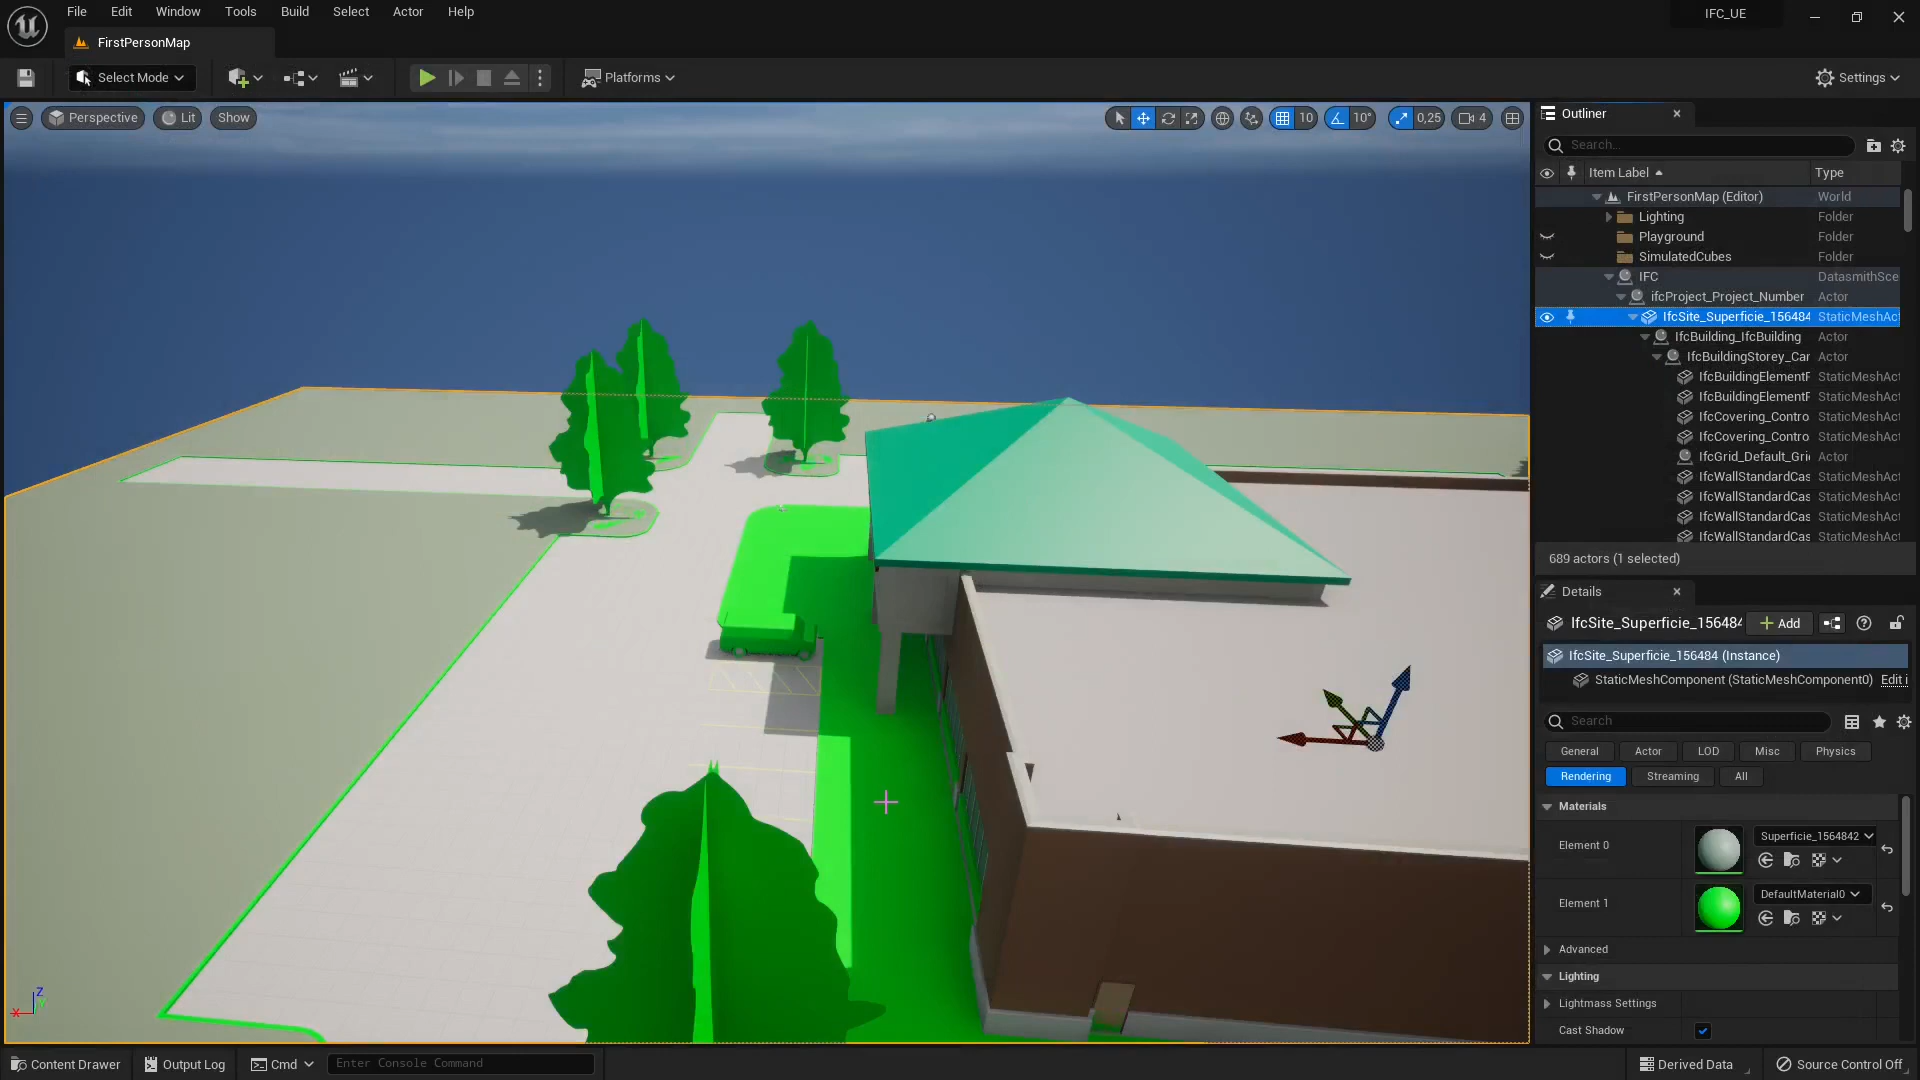 File Edit Window Tools Build Select Actor Help
IFC_UE
FirstPersonMap
Select Mode
Platforms
Settings
Perspective Lit Show
10 10° 0,25 4
Outliner
Search...
Item Label Type
FirstPersonMap (Editor) World
Lighting Folder
Playground Folder
SimulatedCubes Folder
IFC DatasmithSce
ifcProject_Project_Number Actor
IfcSite_Superficie_156484 StaticMeshAct
IfcBuilding_IfcBuilding Actor
IfcBuildingStorey_Car Actor
IfcBuildingElementP StaticMeshAct
IfcBuildingElementP StaticMeshAct
IfcCovering_Contro StaticMeshAct
IfcCovering_Contro StaticMeshAct
IfcGrid_Default_Gri Actor
IfcWallStandardCas StaticMeshAct
IfcWallStandardCas StaticMeshAct
IfcWallStandardCas StaticMeshAct
IfcWallStandardCas StaticMeshAct
689 actors (1 selected)
Details
IfcSite_Superficie_156484 Add
IfcSite_Superficie_156484 (Instance)
StaticMeshComponent (StaticMeshComponent0) Edit i
Search
General Actor LOD Misc Physics
Rendering Streaming All
Materials
Element 0 Superficie_1564842
Element 1 DefaultMaterial0
Advanced
Lighting
Lightmass Settings
Cast Shadow
Z
X
Content Drawer Output Log Cmd Enter Console Command Derived Data Source Control Off